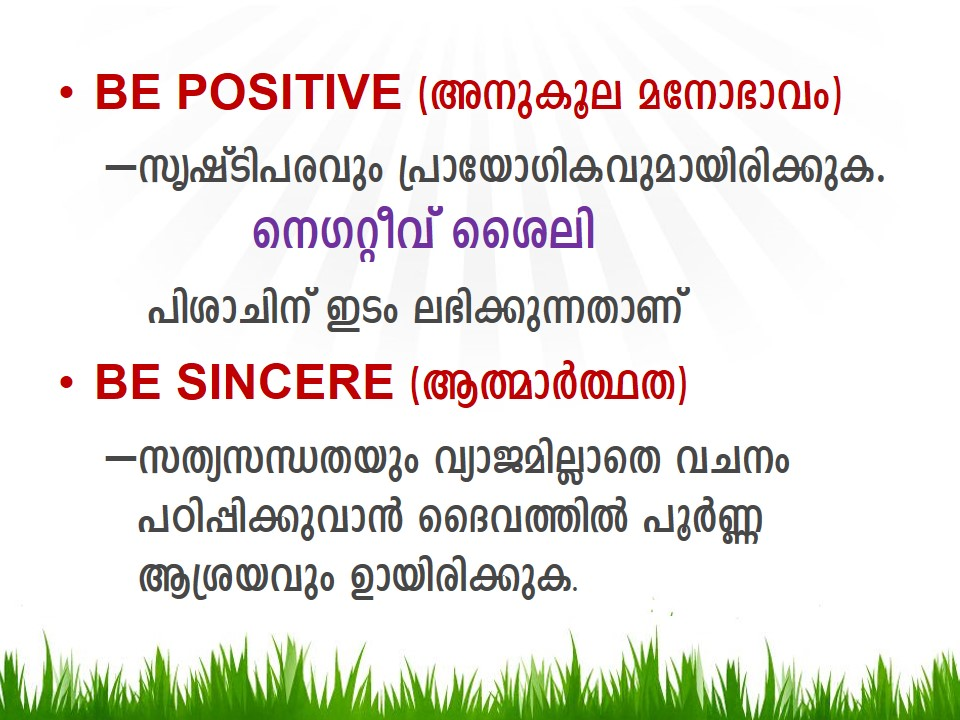 • BE POSITIVE (അനുകൂല മനോഭാവം)
–സൃഷ്ടിപരവും പ്രായോഗികവുമായിരിക്കുക.
നെഗറ്റീവ് ശൈലി
പിശാചിന് ഇടം ലഭിക്കുന്നതാണ്
• BE SINCERE (ആത്മാർത്ഥത)
–സത്യസന്ധതയും വ്യാജമില്ലാതെ വചനം
പഠിപ്പിക്കുവാൻ ദൈവത്തിൽ പൂർണ്ണ
ആശ്രയവും ഉായിരിക്കുക.